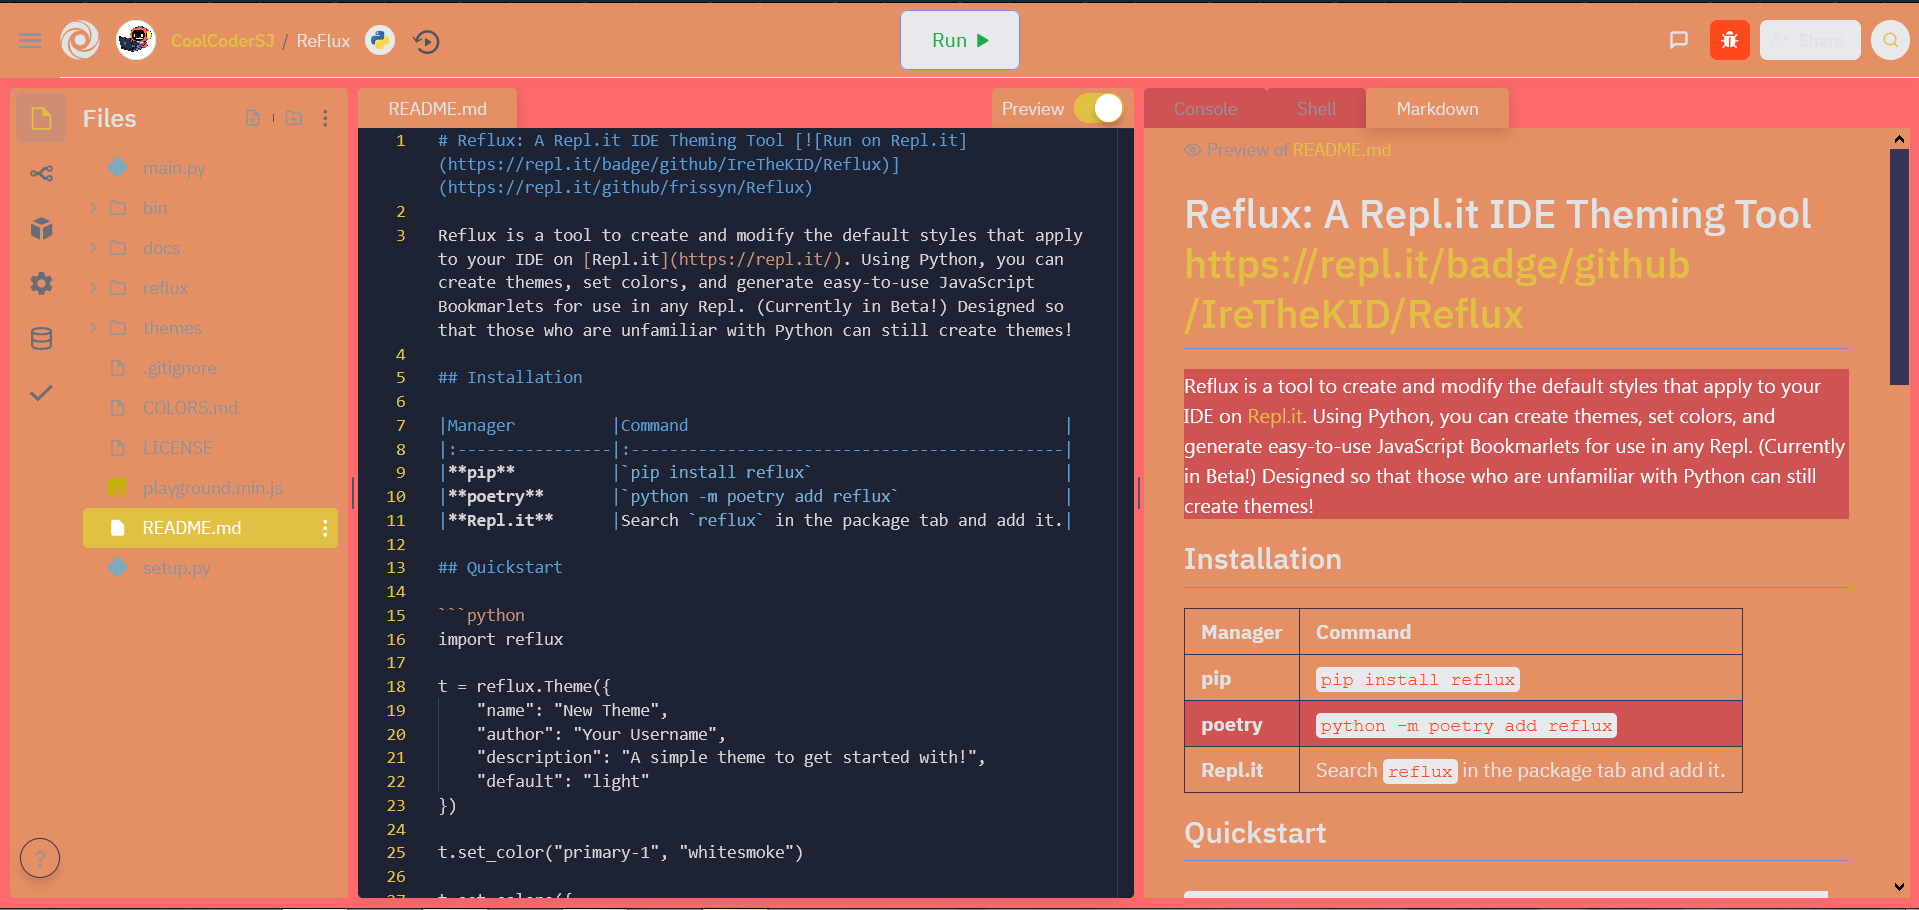 CoolCoderSJ / ReFlux
Run
Share
Files
main.py
bin
docs
reflux
themes
.gitignore
COLORS.md
LICENSE
playground.min.js
README.md
setup.py
?
README.md
Preview
1 # Reflux: A Repl.it IDE Theming Tool [![Run on Repl.it]
(https://repl.it/badge/github/IreTheKID/Reflux)]
(https://repl.it/github/frissyn/Reflux)
2
3 Reflux is a tool to create and modify the default styles that apply
to your IDE on [Repl.it](https://repl.it/). Using Python, you can
create themes, set colors, and generate easy-to-use JavaScript
Bookmarlets for use in any Repl. (Currently in Beta!) Designed so
that those who are unfamiliar with Python can still create themes!
4
5 ## Installation
6
7 |Manager          |Command                                       |
8 |:----------------|:---------------------------------------------|
9 |**pip**          |`pip install reflux`                          |
10 |**poetry**       |`python -m poetry add reflux`                 |
11 |**Repl.it**      |Search `reflux` in the package tab and add it.|
12
13 ## Quickstart
14
15 ```python
16 import reflux
17
18 t = reflux.Theme({
19     "name": "New Theme",
20     "author": "Your Username",
21     "description": "A simple theme to get started with!",
22     "default": "light"
23 })
24
25 t.set_color("primary-1", "whitesmoke")
26
27 t.set_colors({
Console
Shell
Markdown
Preview of README.md
Reflux: A Repl.it IDE Theming Tool
https://repl.it/badge/github
/IreTheKID/Reflux
Reflux is a tool to create and modify the default styles that apply to your
IDE on Repl.it. Using Python, you can create themes, set colors, and
generate easy-to-use JavaScript Bookmarlets for use in any Repl. (Currently
in Beta!) Designed so that those who are unfamiliar with Python can still
create themes!
Installation
Manager Command
pip pip install reflux
poetry python -m poetry add reflux
Repl.it Search reflux in the package tab and add it.
Quickstart